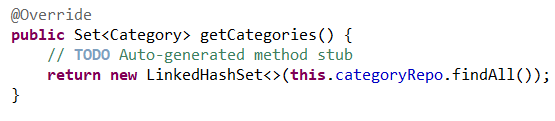 @Override
public Set<Category> getCategories() {
    // TODO Auto-generated method stub
    return new LinkedHashSet<>(this.categoryRepo.findAll());
}